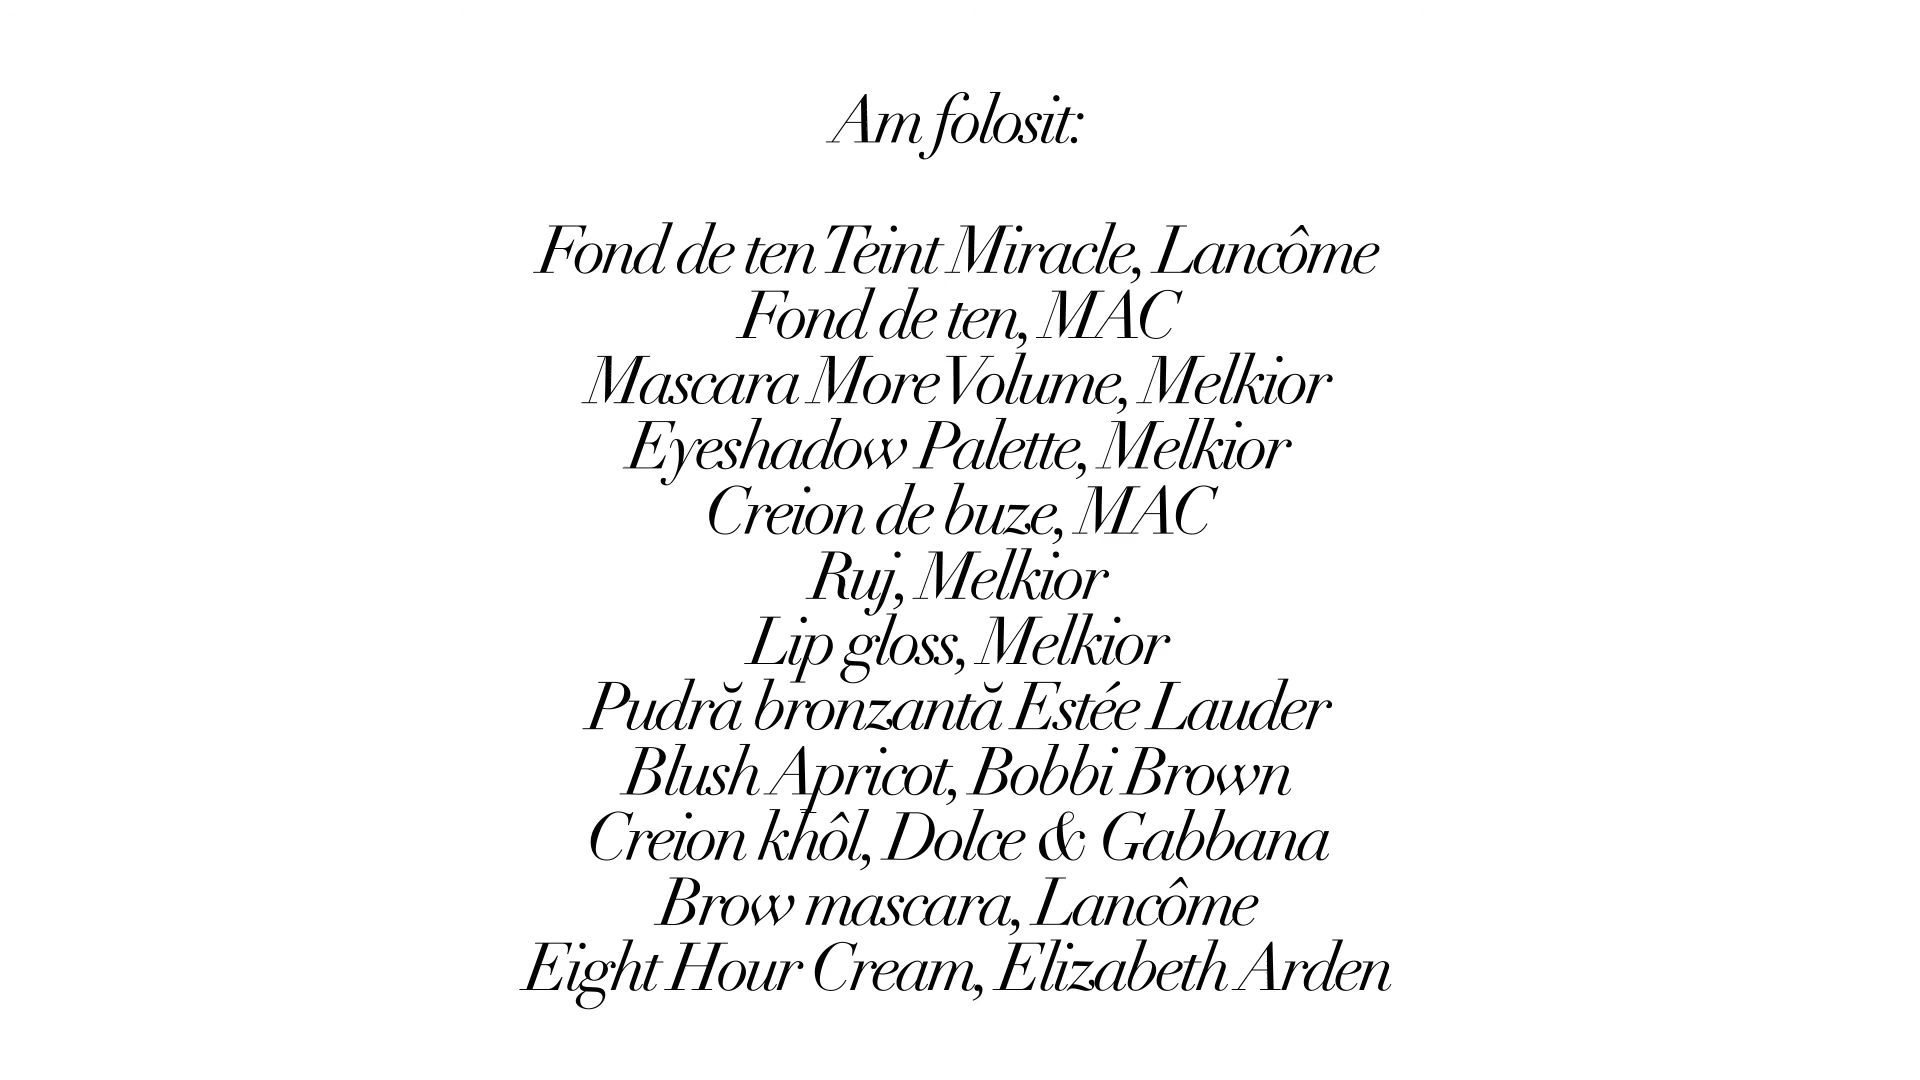 Am folosit:
Fond de ten Teint Miracle, Lancôme
Fond de ten, MAC
Mascara More Volume, Melkior
Eyeshadow Palette, Melkior
Creion de buze, MAC
Ruj, Melkior
Lip gloss, Melkior
Pudră bronzantă Estée Lauder
Blush Apricot, Bobbi Brown
Creion khôl, Dolce & Gabbana
Brow mascara, Lancôme
Eight Hour Cream, Elizabeth Arden